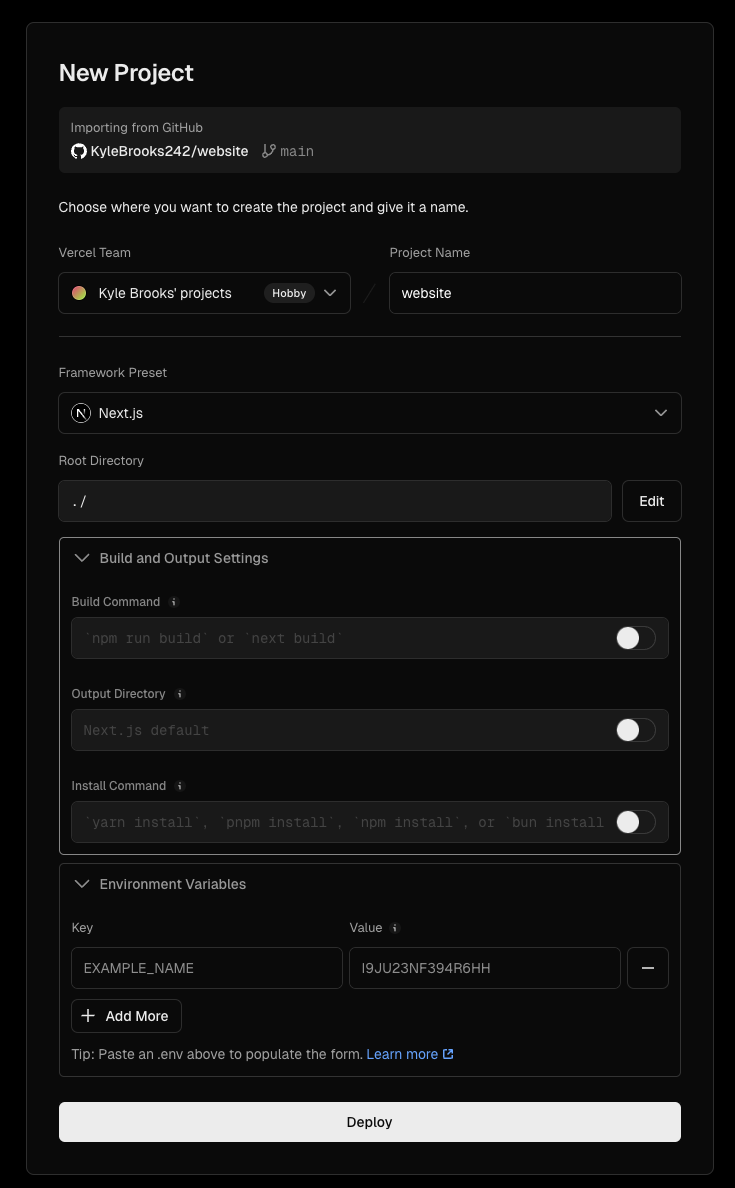 New Project
Importing from GitHub
KyleBrooks242/website main
Choose where you want to create the project and give it a name.
Vercel Team
Project Name
Kyle Brooks' projects Hobby
/
website
Framework Preset
N Next.js
Root Directory
./
Edit
Build and Output Settings
Build Command i
`npm run build` or `next build`
Output Directory i
Next.js default
Install Command i
`yarn install`, `pnpm install`, `npm install`, or `bun install
Environment Variables
Key
Value i
EXAMPLE_NAME
I9JU23NF394R6HH
Add More
Tip: Paste an .env above to populate the form. Learn more
Deploy